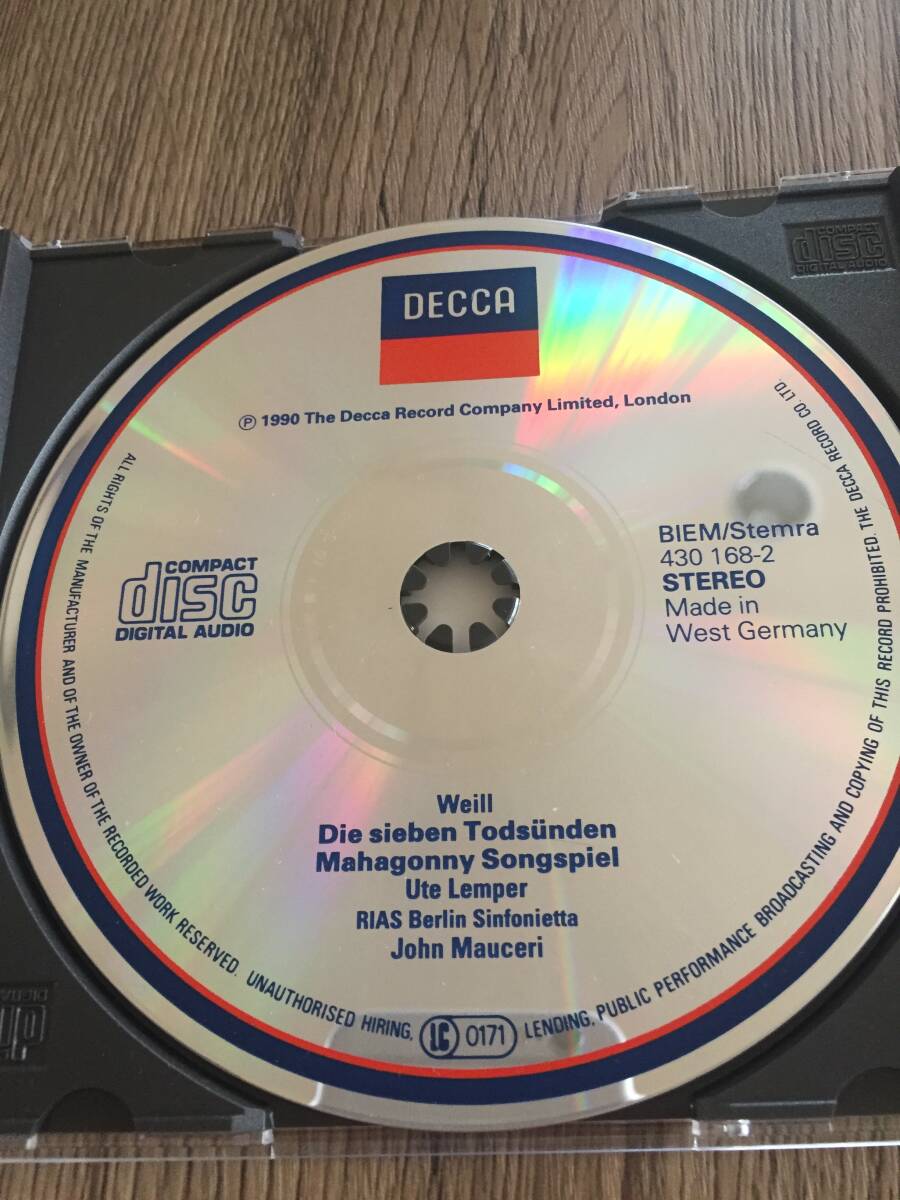 COMPACT
disc
DIGITAL AUDIO
DECCA
℗ 1990 The Decca Record Company Limited, London
COMPACT
disc
DIGITAL AUDIO
BIEM/Stemra
430 168-2
STEREO
Made in
West Germany
Weill
Die sieben Todsünden
Mahagonny Songspiel
Ute Lemper
RIAS Berlin Sinfonietta
John Mauceri
ALL RIGHTS OF THE MANUFACTURER AND OF THE OWNER OF THE RECORDED WORK RESERVED. UNAUTHORISED HIRING, LENDING, PUBLIC PERFORMANCE BROADCASTING AND COPYING OF THIS RECORD PROHIBITED. THE DECCA RECORD CO. LTD.
LC 0171